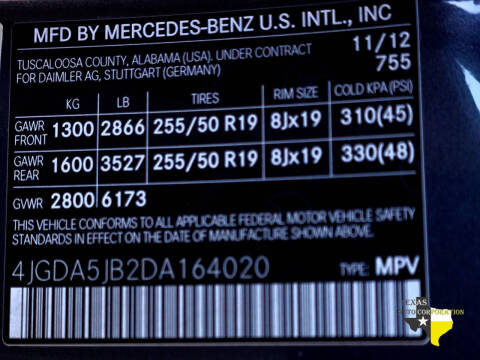 MFD BY MERCEDES-BENZ U.S. INTL., INC
TUSCALOOSA COUNTY, ALABAMA (USA). UNDER CONTRACT
FOR DAIMLER AG, STUTTGART (GERMANY)
11/12
755
KG LB TIRES RIM SIZE COLD KPA (PSI)
GAWR FRONT 1300 2866 255/50 R19 8Jx19 310(45)
GAWR REAR 1600 3527 255/50 R19 8Jx19 330(48)
GVWR 2800 6173
THIS VEHICLE CONFORMS TO ALL APPLICABLE FEDERAL MOTOR VEHICLE SAFETY
STANDARDS IN EFFECT ON THE DATE OF MANUFACTURE SHOWN ABOVE.
4JGDA5JB2DA164020 TYPE: MPV
TEXAS
AUTO CORPORATION